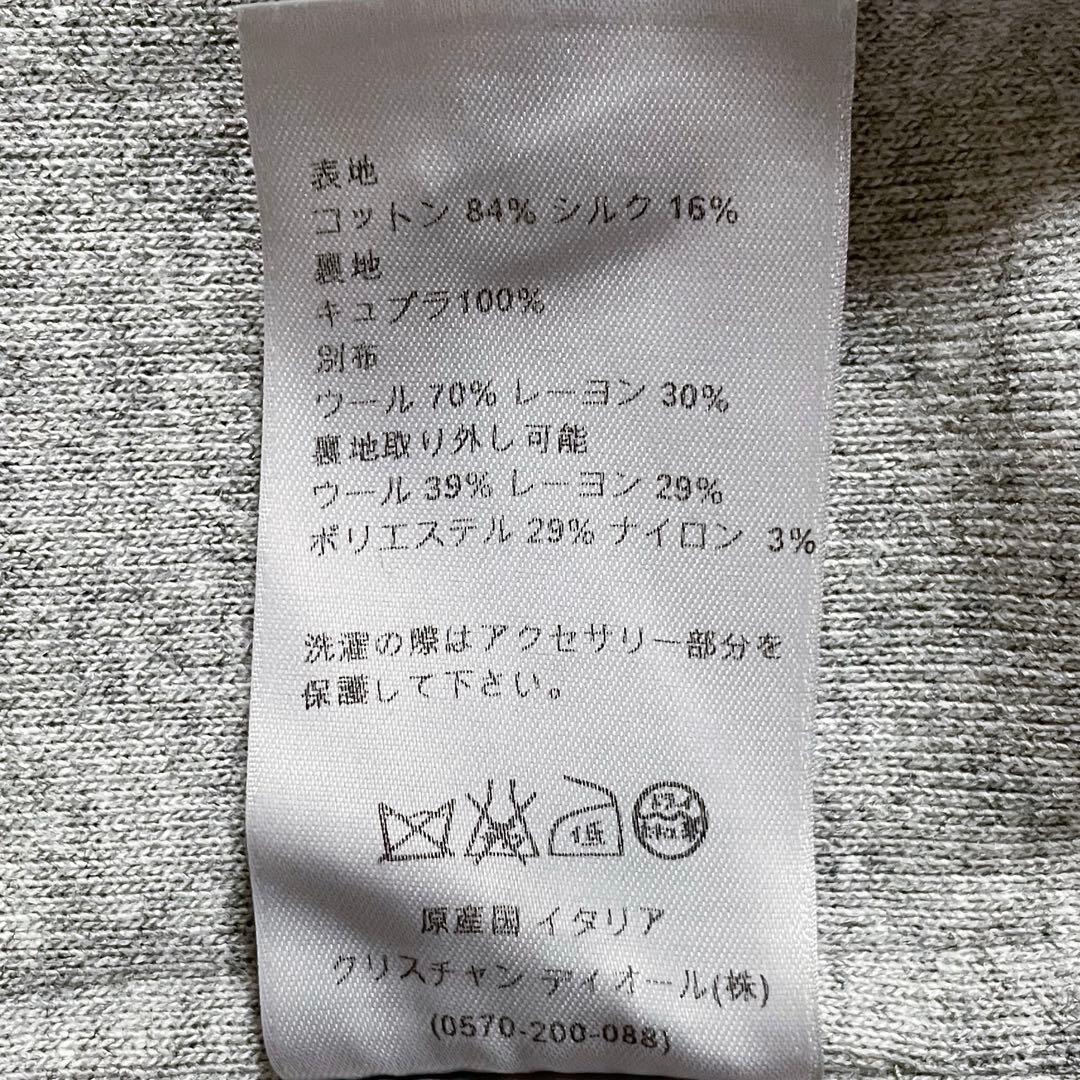 表地
コットン 84% シルク 16%
裏地
キュプラ100%
別布
ウール 70% レーヨン 30%
裏地取り外し可能
ウール 39% レーヨン 29%
ポリエステル 29% ナイロン 3%
洗濯の際はアクセサリー部分を
保護して下さい。
低
ドライ
原産国 イタリア
クリスチャン ディオール(株)
(0570-200-088)